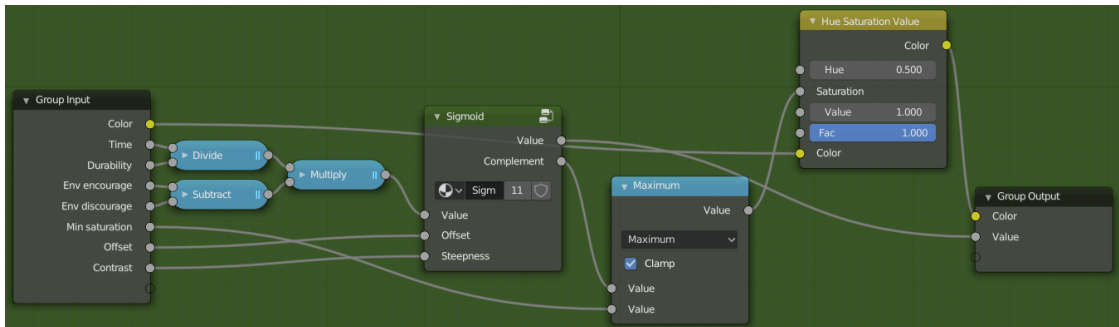 Group Input
Color
Time
Durability
Env encourage
Env discourage
Min saturation
Offset
Contrast
Divide
Subtract
Multiply
Sigmoid
Value
Complement
Sigm 11
Value
Offset
Steepness
Maximum
Value
Maximum
Clamp
Value
Value
Hue Saturation Value
Color
Hue 0.500
Saturation
Value 1.000
Fac 1.000
Color
Group Output
Color
Value